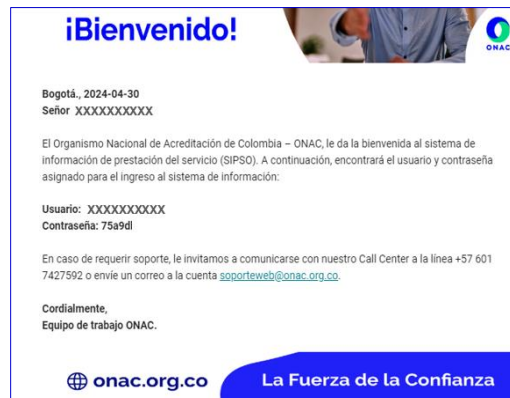 ¡Bienvenido!
ONAC
Bogotá., 2024-04-30
Señor XXXXXXXXXX
El Organismo Nacional de Acreditación de Colombia – ONAC, le da la bienvenida al sistema de
información de prestación del servicio (SIPSO). A continuación, encontrará el usuario y contraseña
asignado para el ingreso al sistema de información:
Usuario: XXXXXXXXXX
Contraseña: 75a9dl
En caso de requerir soporte, le invitamos a comunicarse con nuestro Call Center a la línea +57 601
7427592 o envíe un correo a la cuenta soporteweb@onac.org.co.
Cordialmente,
Equipo de trabajo ONAC.
onac.org.co
La Fuerza de la Confianza